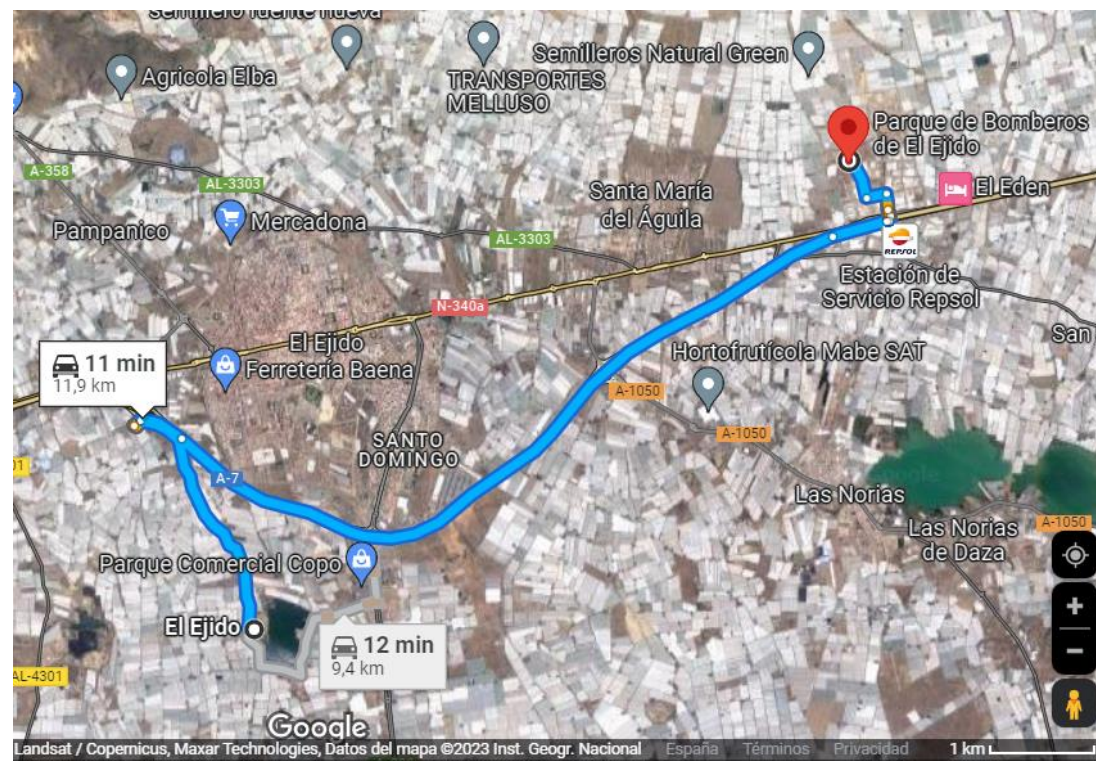 Semillero fuente nueva
Agricola Elba
TRANSPORTES
MELLUSO
Semilleros Natural Green
Parque de Bomberos
de El Ejido
A-358
AL-3303
Pampanico
Mercadona
Santa María
del Águila
El Eden
AL-3303
REPSOL
Estación de
Servicio Repsol
N-340a
San
El Ejido
Ferretería Baena
11 min
11,9 km
Hortofrutícola Mabe SAT
A-1050
A-1050
SANTO
DOMINGO
01
A-7
Las Norias
Las Norias
de Daza
A-1050
Parque Comercial Copo
El Ejido
12 min
9,4 km
AL-4301
Google
Landsat / Copernicus, Maxar Technologies, Datos del mapa ©2023 Inst. Geogr. Nacional España Términos Privacidad 1 km